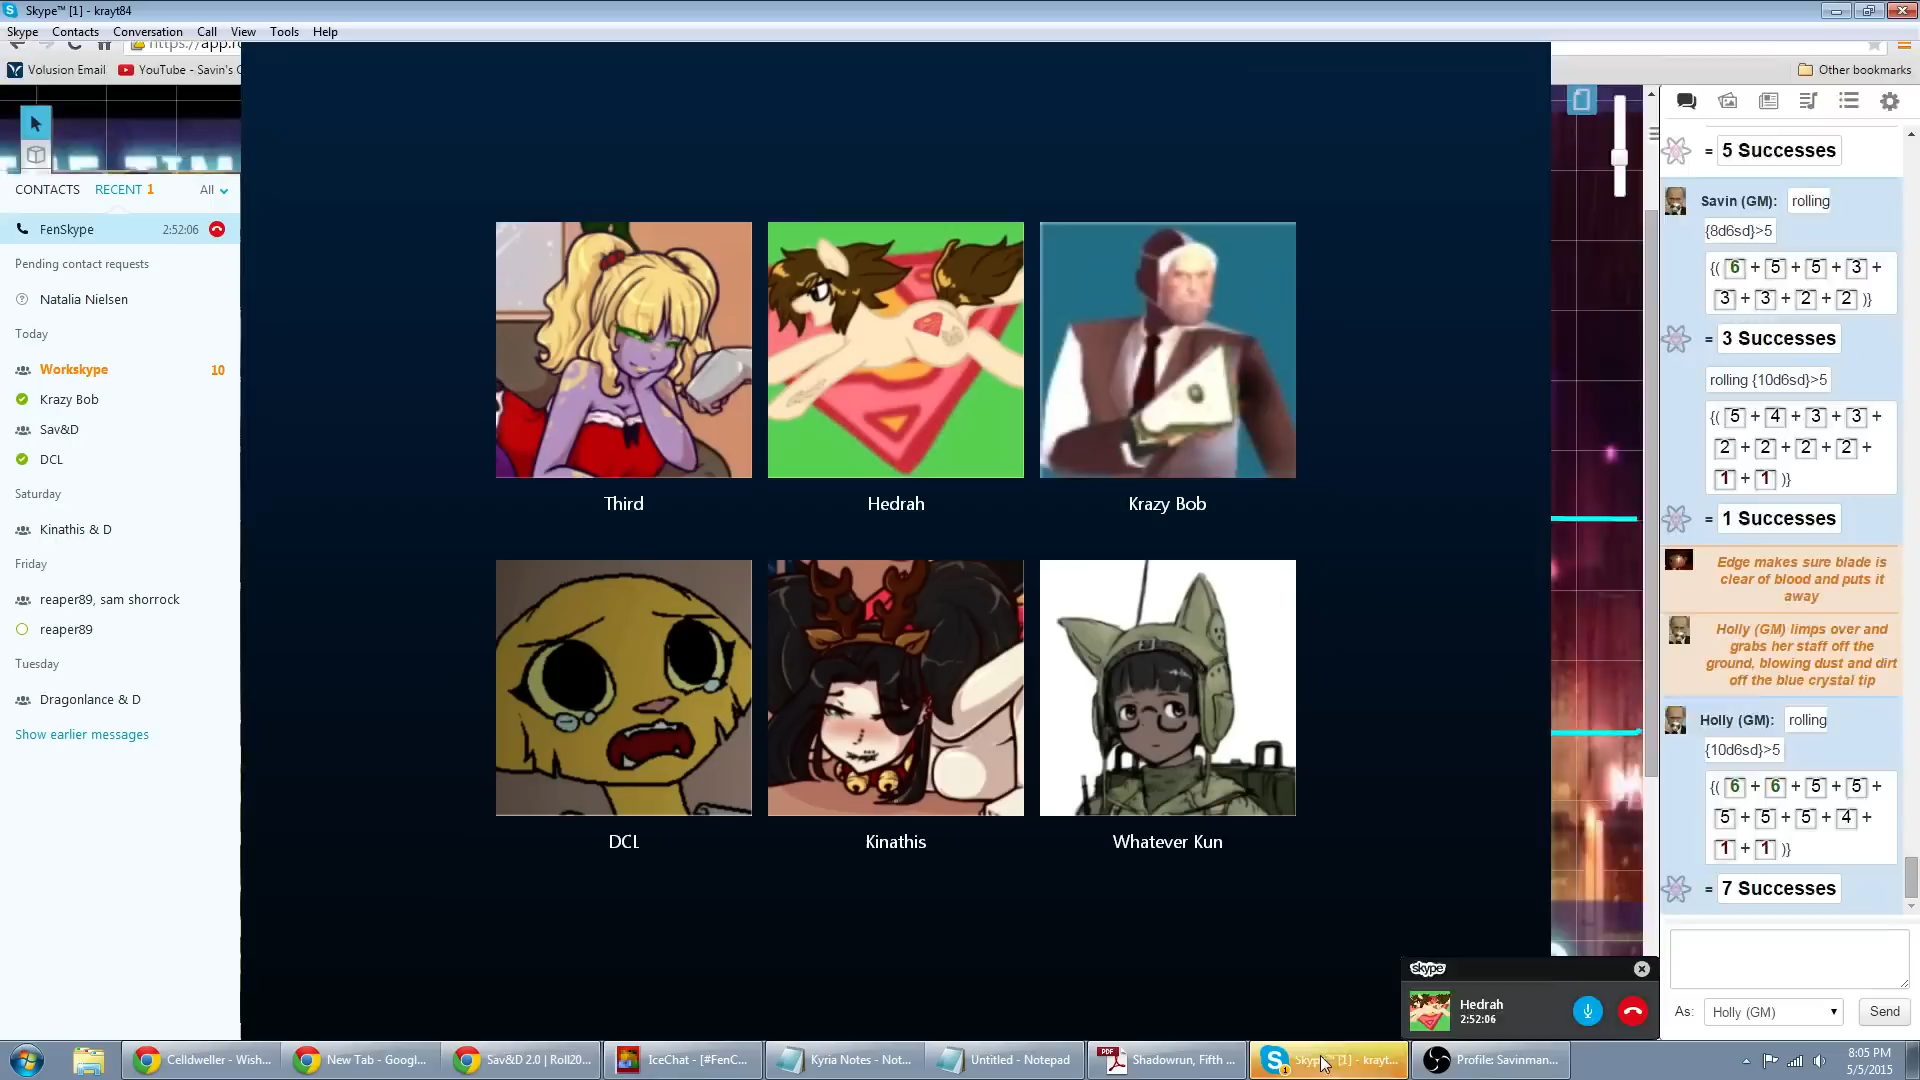 Skype™ [1] - krayt84
Skype Contacts Conversation Call View Tools Help
https://app.ro
Volusion Email YouTube - Savin's C Other bookmarks
CONTACTS RECENT 1 All
FenSkype 2:52:06
Pending contact requests
Natalia Nielsen
Today
Workskype 10
Krazy Bob
Sav&D
DCL
Saturday
Kinathis & D
Friday
reaper89, sam shorrock
reaper89
Tuesday
Dragonlance & D
Show earlier messages
Third Hedrah Krazy Bob
DCL Kinathis Whatever Kun
= 5 Successes
Savin (GM): rolling
{8d6sd}>5
{( 6 + 5 + 5 + 3 +
3 + 3 + 2 + 2 )}
= 3 Successes
rolling {10d6sd}>5
{( 5 + 4 + 3 + 3 +
2 + 2 + 2 + 2 +
1 + 1 )}
= 1 Successes
Edge makes sure blade is
clear of blood and puts it
away
Holly (GM) limps over and
grabs her staff off the
ground, blowing dust and dirt
off the blue crystal tip
Holly (GM): rolling
{10d6sd}>5
{( 6 + 6 + 5 + 5 +
5 + 5 + 5 + 4 +
1 + 1 )}
= 7 Successes
As: Holly (GM) Send
skype
Hedrah
2:52:06
Celldweller - Wish... New Tab - Googl... Sav&D 2.0 | Roll20... IceChat - [#FenC... Kyria Notes - Not... Untitled - Notepad Shadowrun, Fifth ... Skype™ [1] - krayt... Profile: Savinman...
8:05 PM
5/5/2015